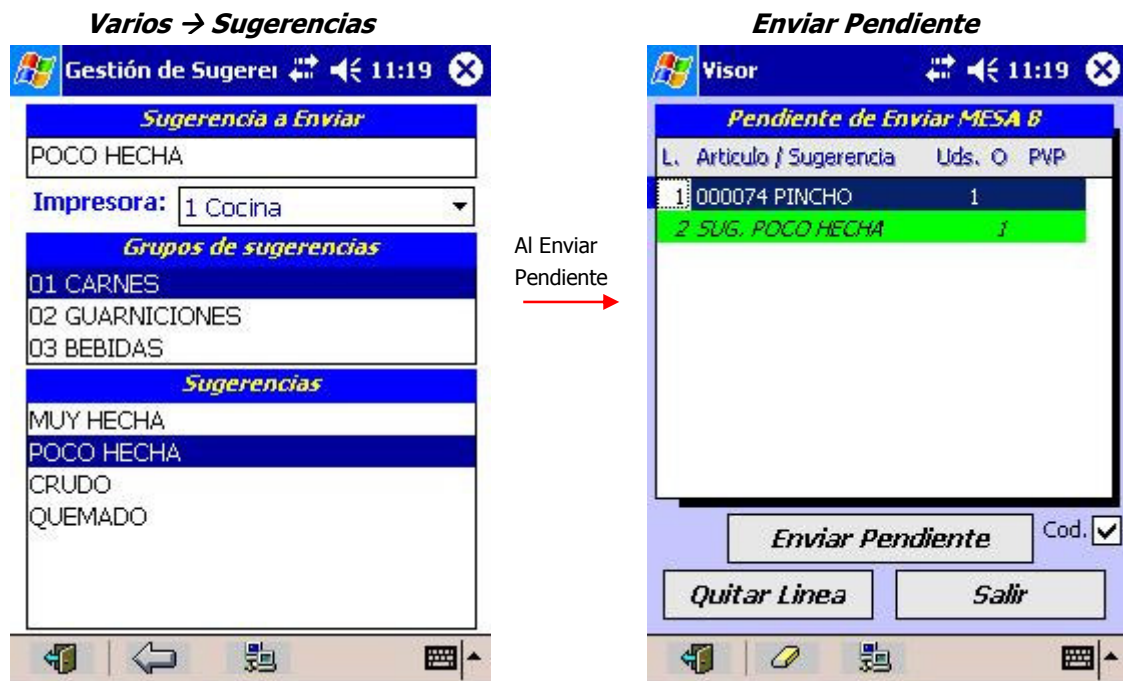 Varios → Sugerencias
Gestión de Sugerei 11:19
Sugerencia a Enviar
POCO HECHA
Impresora: 1 Cocina
Grupos de sugerencias
01 CARNES
02 GUARNICIONES
03 BEBIDAS
Sugerencias
MUY HECHA
POCO HECHA
CRUDO
QUEMADO
Al Enviar
Pendiente
Enviar Pendiente
Visor 11:19
Pendiente de Enviar MESA 8
L. Articulo / Sugerencia Uds. O PVP
1 000074 PINCHO 1
2 SUG. POCO HECHA 1
Enviar Pendiente Cod.
Quitar Linea Salir